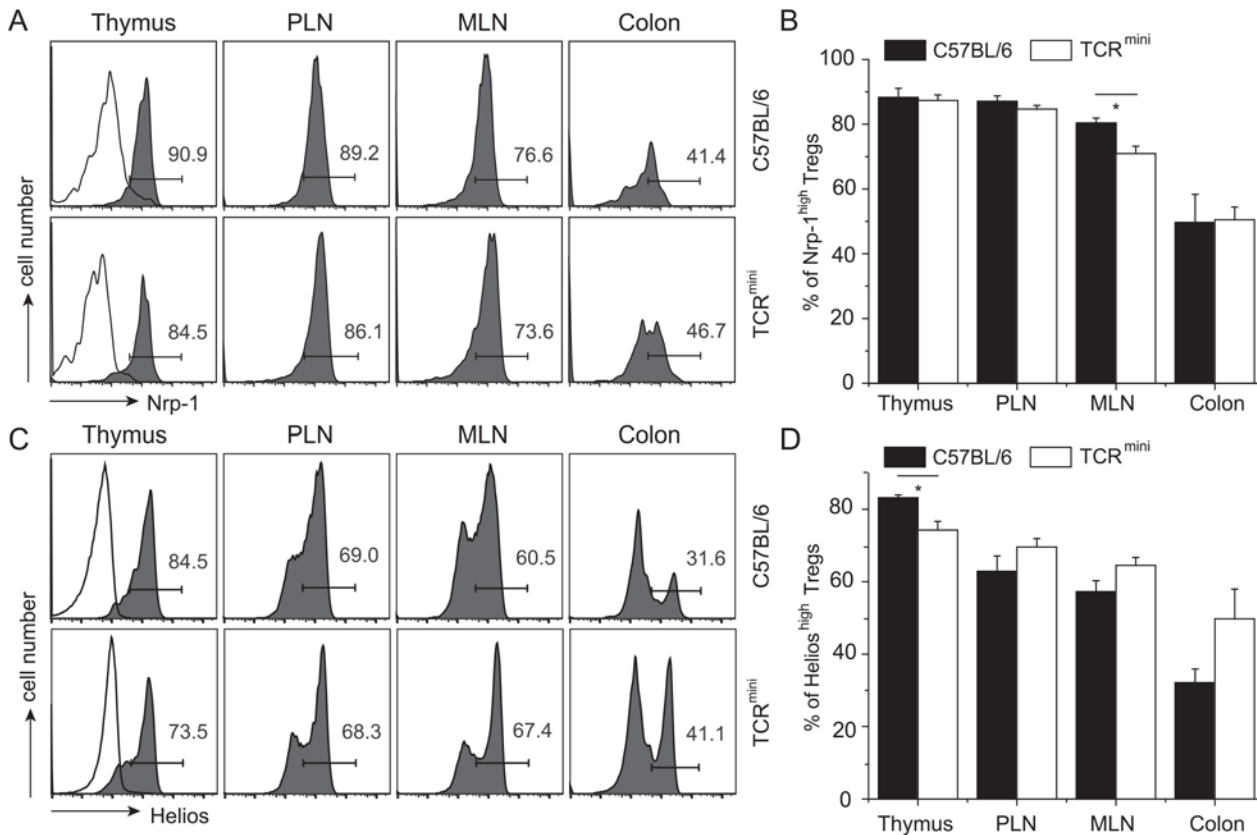 A
Thymus PLN MLN Colon
90.9 89.2 76.6 41.4
C57BL/6
84.5 86.1 73.6 46.7
TCR^mini
cell number
Nrp-1
B
C57BL/6 TCR^mini
*
100
80
60
40
20
0
% of Nrp-1^high Tregs
Thymus PLN MLN Colon
C
Thymus PLN MLN Colon
84.5 69.0 60.5 31.6
C57BL/6
cell number
73.5 68.3 67.4 41.1
TCR^mini
cell number
Helios
D
C57BL/6 TCR^mini
*
80
60
40
20
0
% of Helios^high Tregs
Thymus PLN MLN Colon